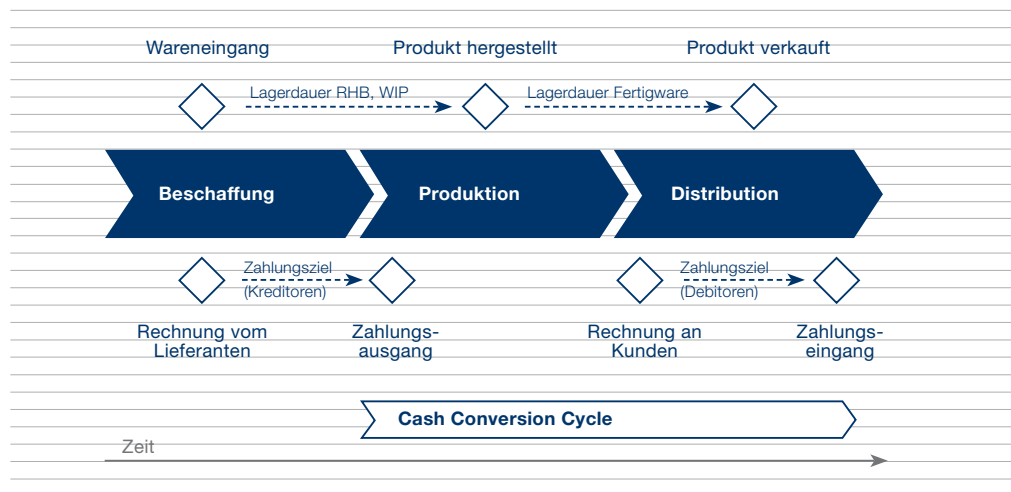 Wareneingang
Produkt hergestellt
Produkt verkauft
Lagerdauer RHB, WIP
Lagerdauer Fertigware
Beschaffung
Produktion
Distribution
Zahlungsziel
(Kreditoren)
Zahlungsziel
(Debitoren)
Rechnung vom
Lieferanten
Zahlungs-
ausgang
Rechnung an
Kunden
Zahlungs-
eingang
Cash Conversion Cycle
Zeit